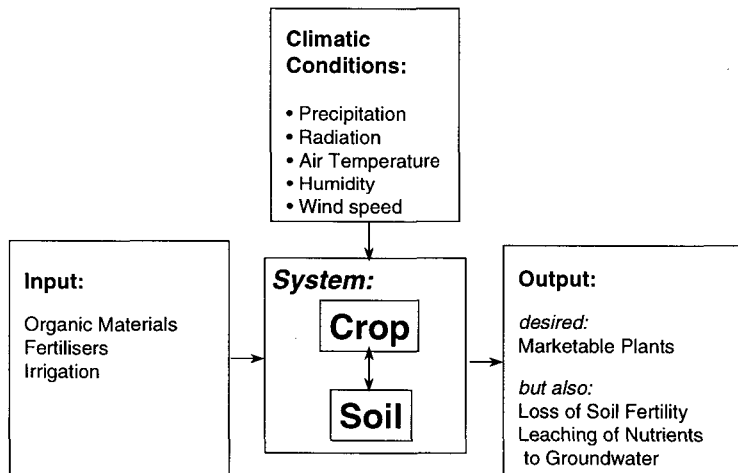 Climatic
Conditions:
• Precipitation
• Radiation
• Air Temperature
• Humidity
• Wind speed
Input:
Organic Materials
Fertilisers
Irrigation
System:
Crop
Soil
Output:
desired:
Marketable Plants
but also:
Loss of Soil Fertility
Leaching of Nutrients
to Groundwater